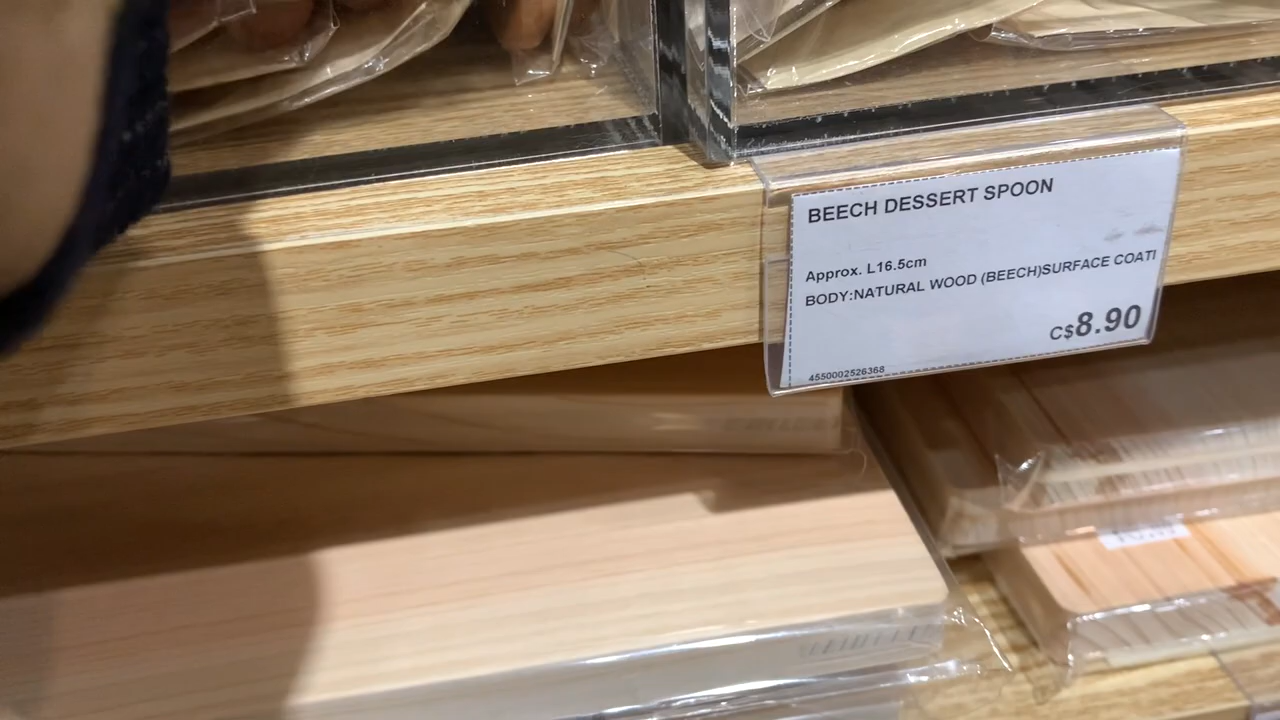 BEECH DESSERT SPOON
Approx. L16.5cm
BODY:NATURAL WOOD (BEECH)SURFACE COATI
C$8.90
4550002526368